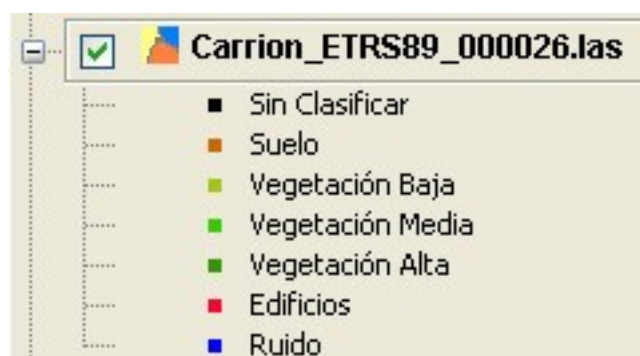 Carrion_ETRS89_000026.las
Sin Clasificar
Suelo
Vegetación Baja
Vegetación Media
Vegetación Alta
Edificios
Ruido